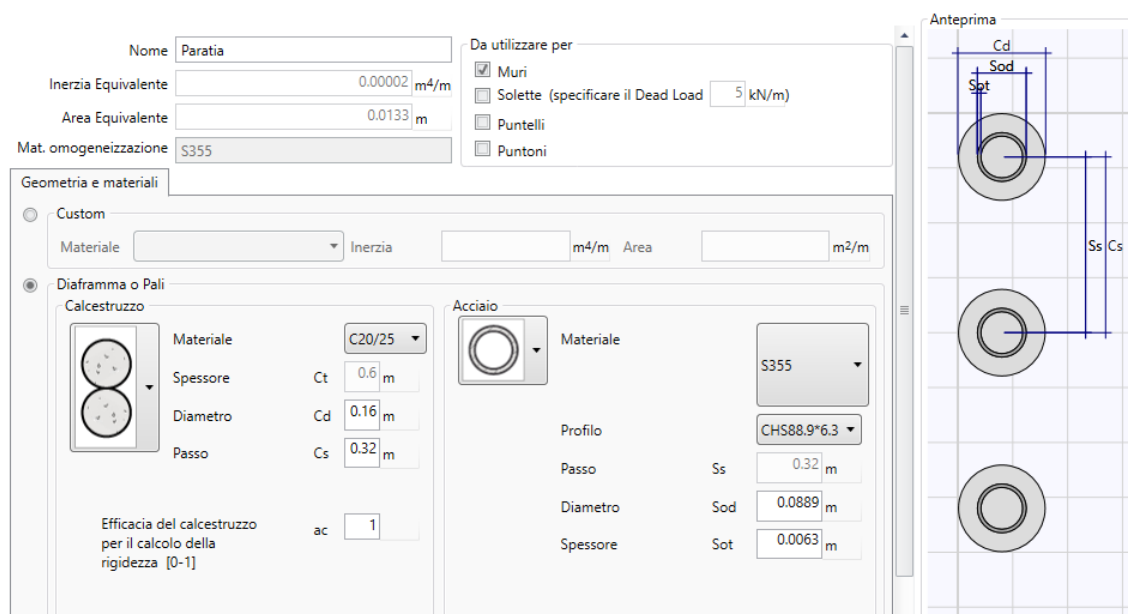 Nome Paratia
Inerzia Equivalente 0.00002 m4/m
Area Equivalente 0.0133 m
Mat. omogeneizzazione S355
Da utilizzare per
Muri
Solette (specificare il Dead Load 5 kN/m)
Puntelli
Puntoni
Geometria e materiali
Custom
Materiale Inerzia m4/m Area m2/m
Diaframma o Pali
Calcestruzzo
Materiale C20/25
Spessore Ct 0.6 m
Diametro Cd 0.16 m
Passo Cs 0.32 m
Efficacia del calcestruzzo
per il calcolo della
rigidezza [0-1]
ac 1
Acciaio
Materiale S355
Profilo CHS88.9*6.3
Passo Ss 0.32 m
Diametro Sod 0.0889 m
Spessore Sot 0.0063 m
Anteprima
Cd
Sod
Sot
Ss Cs